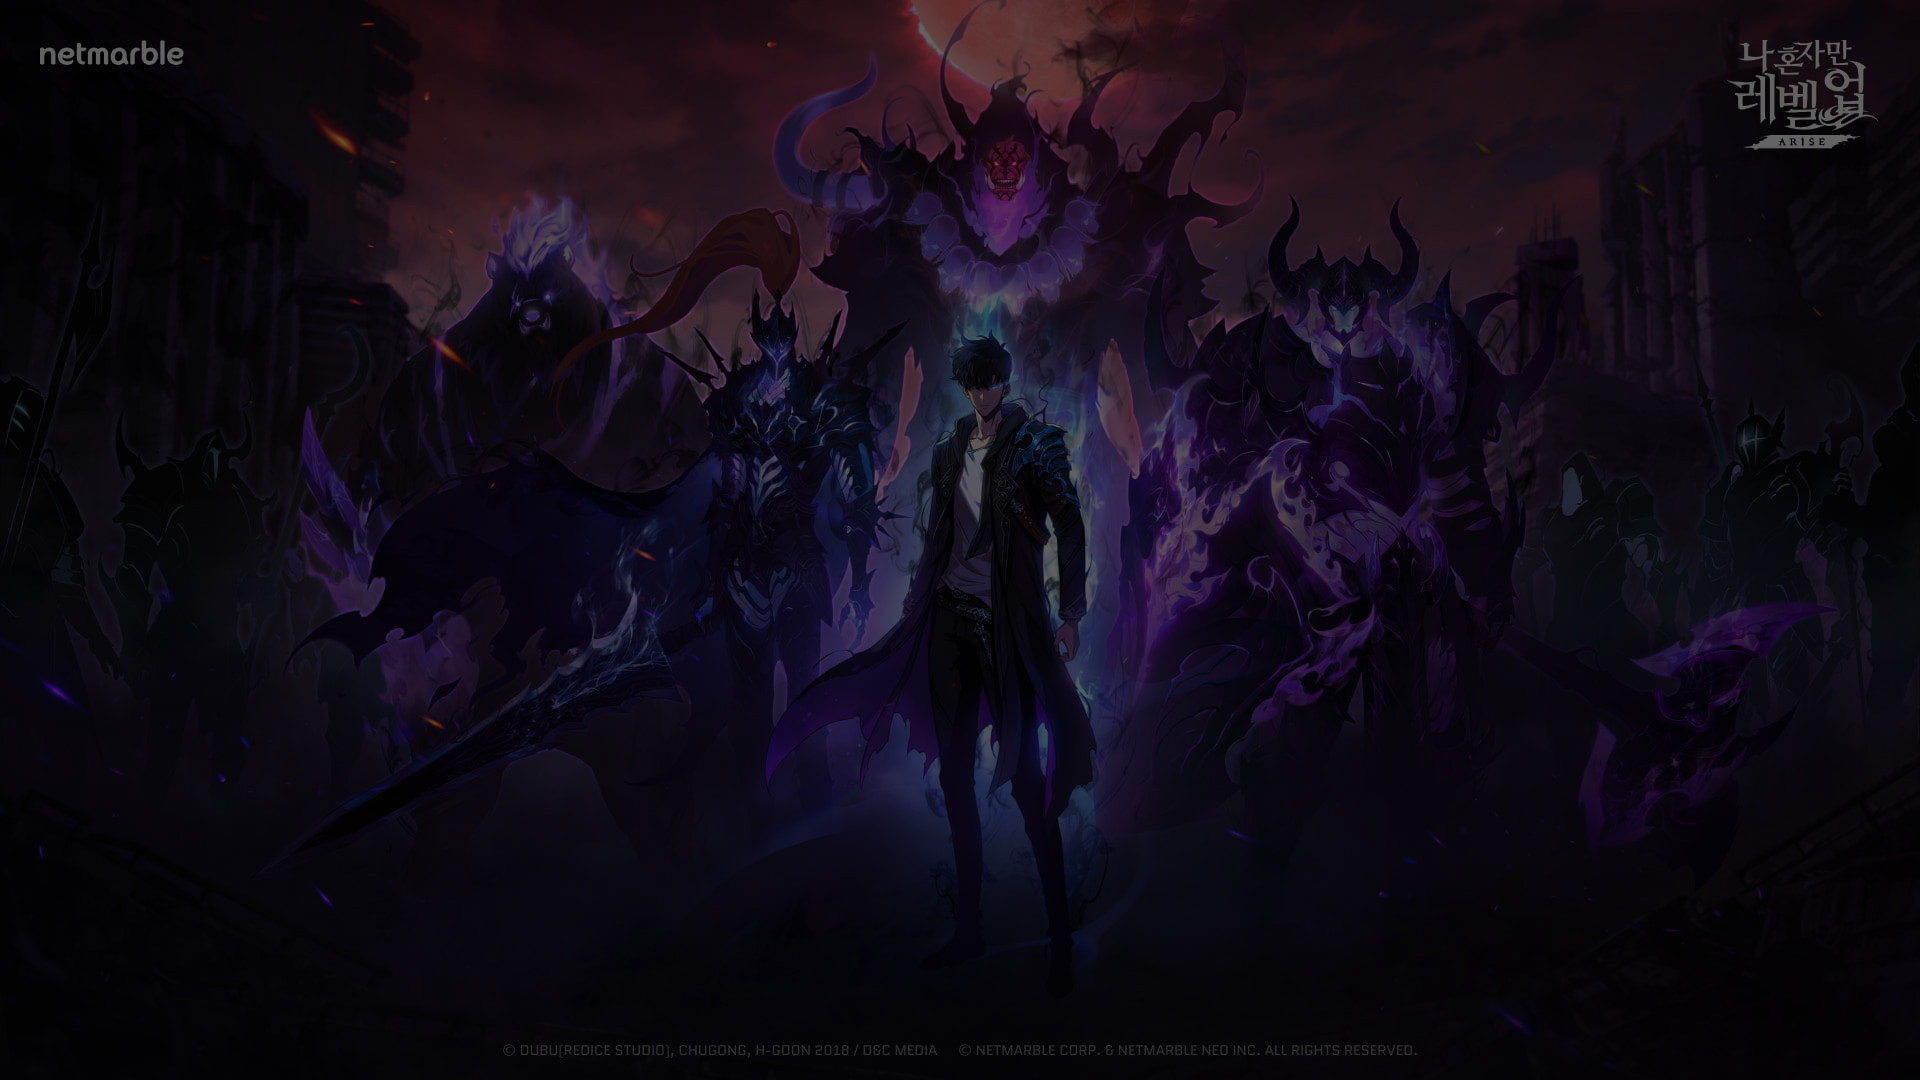 netmarble
나 혼자만
레벨업
ARISE
© DUBU(REDICE STUDIO), CHUGONG, H-GOON 2018 / D&C MEDIA © NETMARBLE CORP. & NETMARBLE NEO INC. ALL RIGHTS RESERVED.